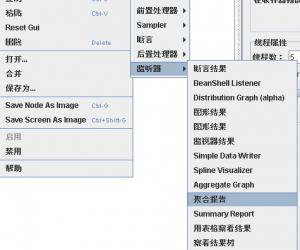 粘贴 Ctrl-V
Reset Gui
删除 Delete
打开...
合并
保存为...
Save Node As Image Ctrl-G
Save Screen As Image Ctrl+Shift-G
启用
禁用
帮助
前置处理器
Sampler
断言
后置处理器
监听器
断言结果
BeanShell Listener
Distribution Graph (alpha)
图形结果
图形结果
监视器结果
Simple Data Writer
Spline Visualizer
Aggregate Graph
聚合报告
Summary Report
用表格察看结果
察看结果树
线程属性
线程数： 5